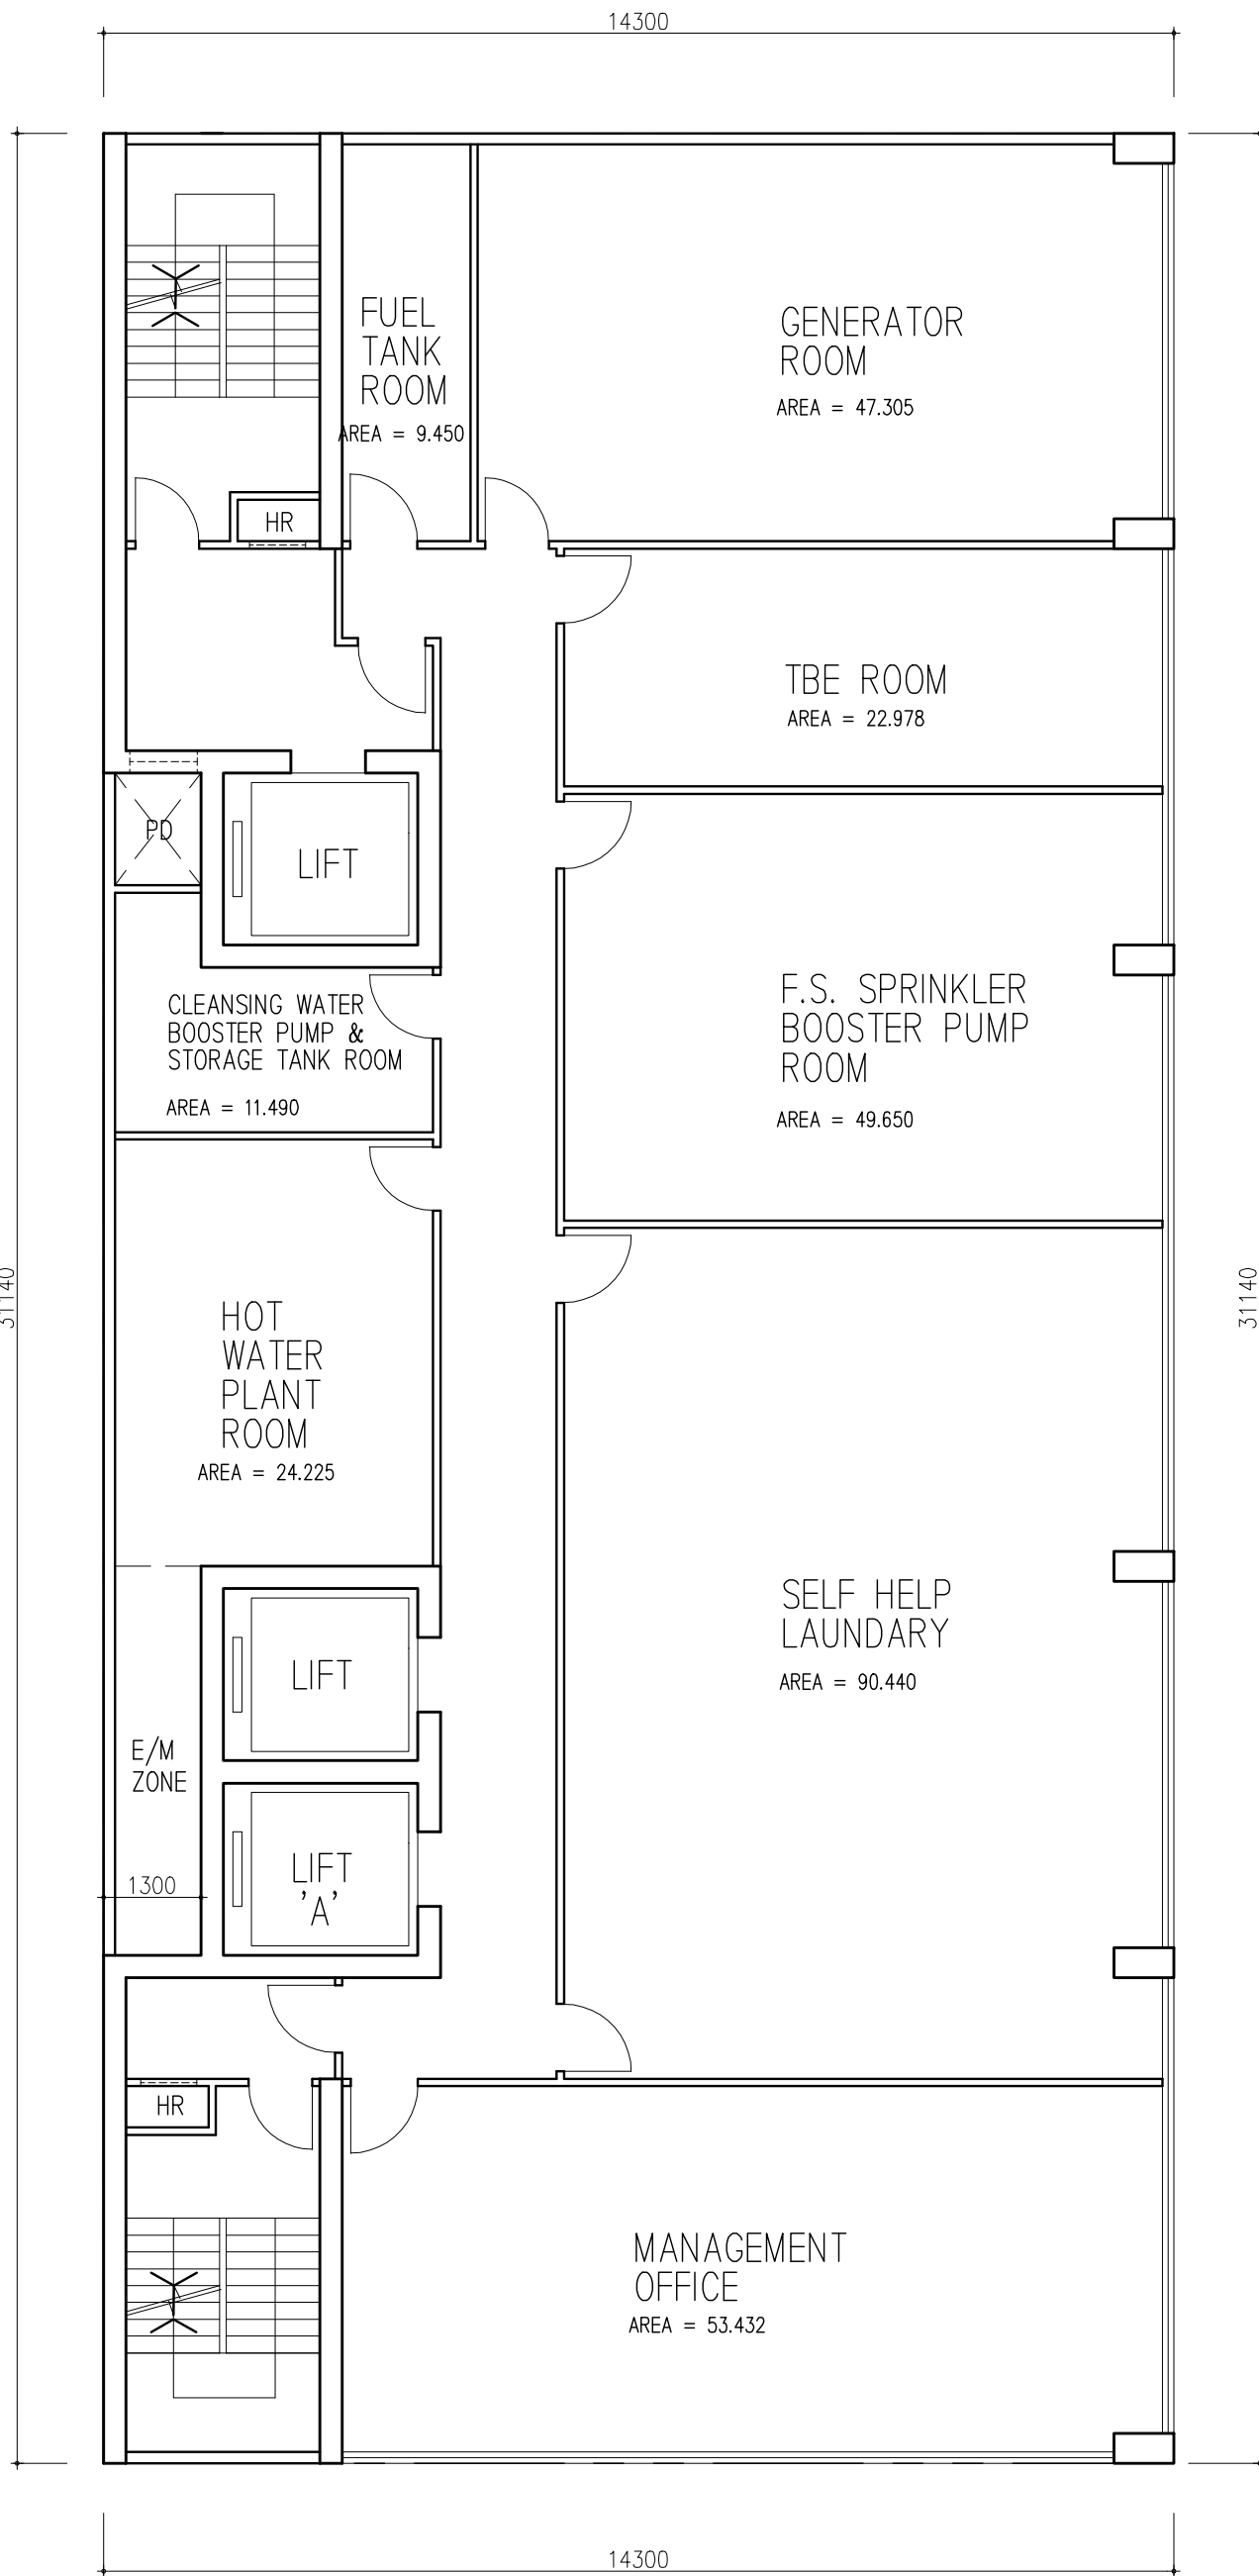 14300
FUEL
TANK
ROOM
AREA = 9.450
GENERATOR
ROOM
AREA = 47.305
HR
TBE ROOM
AREA = 22.978
PD
LIFT
CLEANSING WATER
BOOSTER PUMP &
STORAGE TANK ROOM
AREA = 11.490
F.S. SPRINKLER
BOOSTER PUMP
ROOM
AREA = 49.650
31140
31140
HOT
WATER
PLANT
ROOM
AREA = 24.225
SELF HELP
LAUNDARY
AREA = 90.440
LIFT
E/M
ZONE
LIFT
'A'
1300
HR
MANAGEMENT
OFFICE
AREA = 53.432
14300